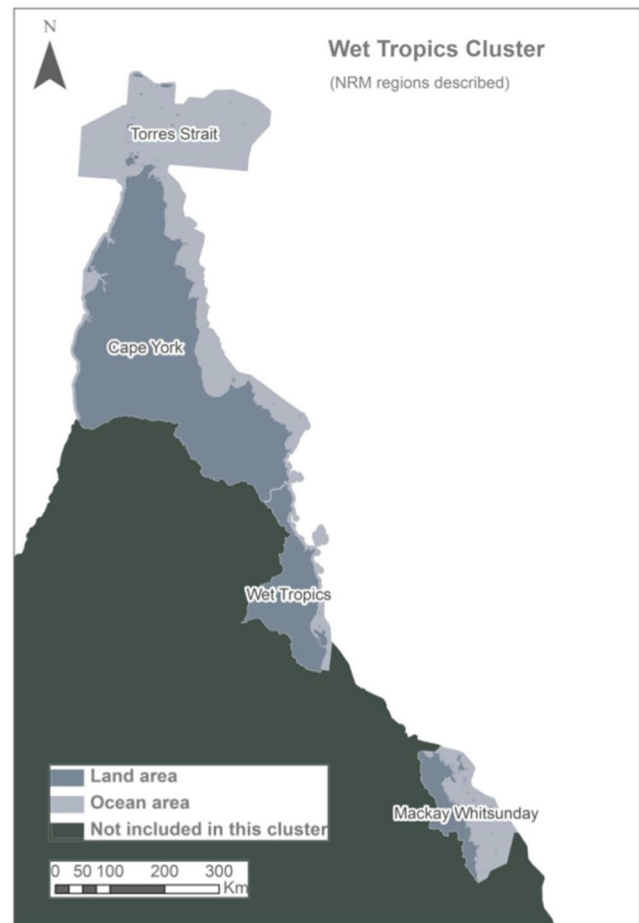 N
Wet Tropics Cluster
(NRM regions described)
Torres Strait
Cape York
Wet Tropics
Mackay Whitsunday
Land area
Ocean area
Not included in this cluster
0 50 100 200 300
Km